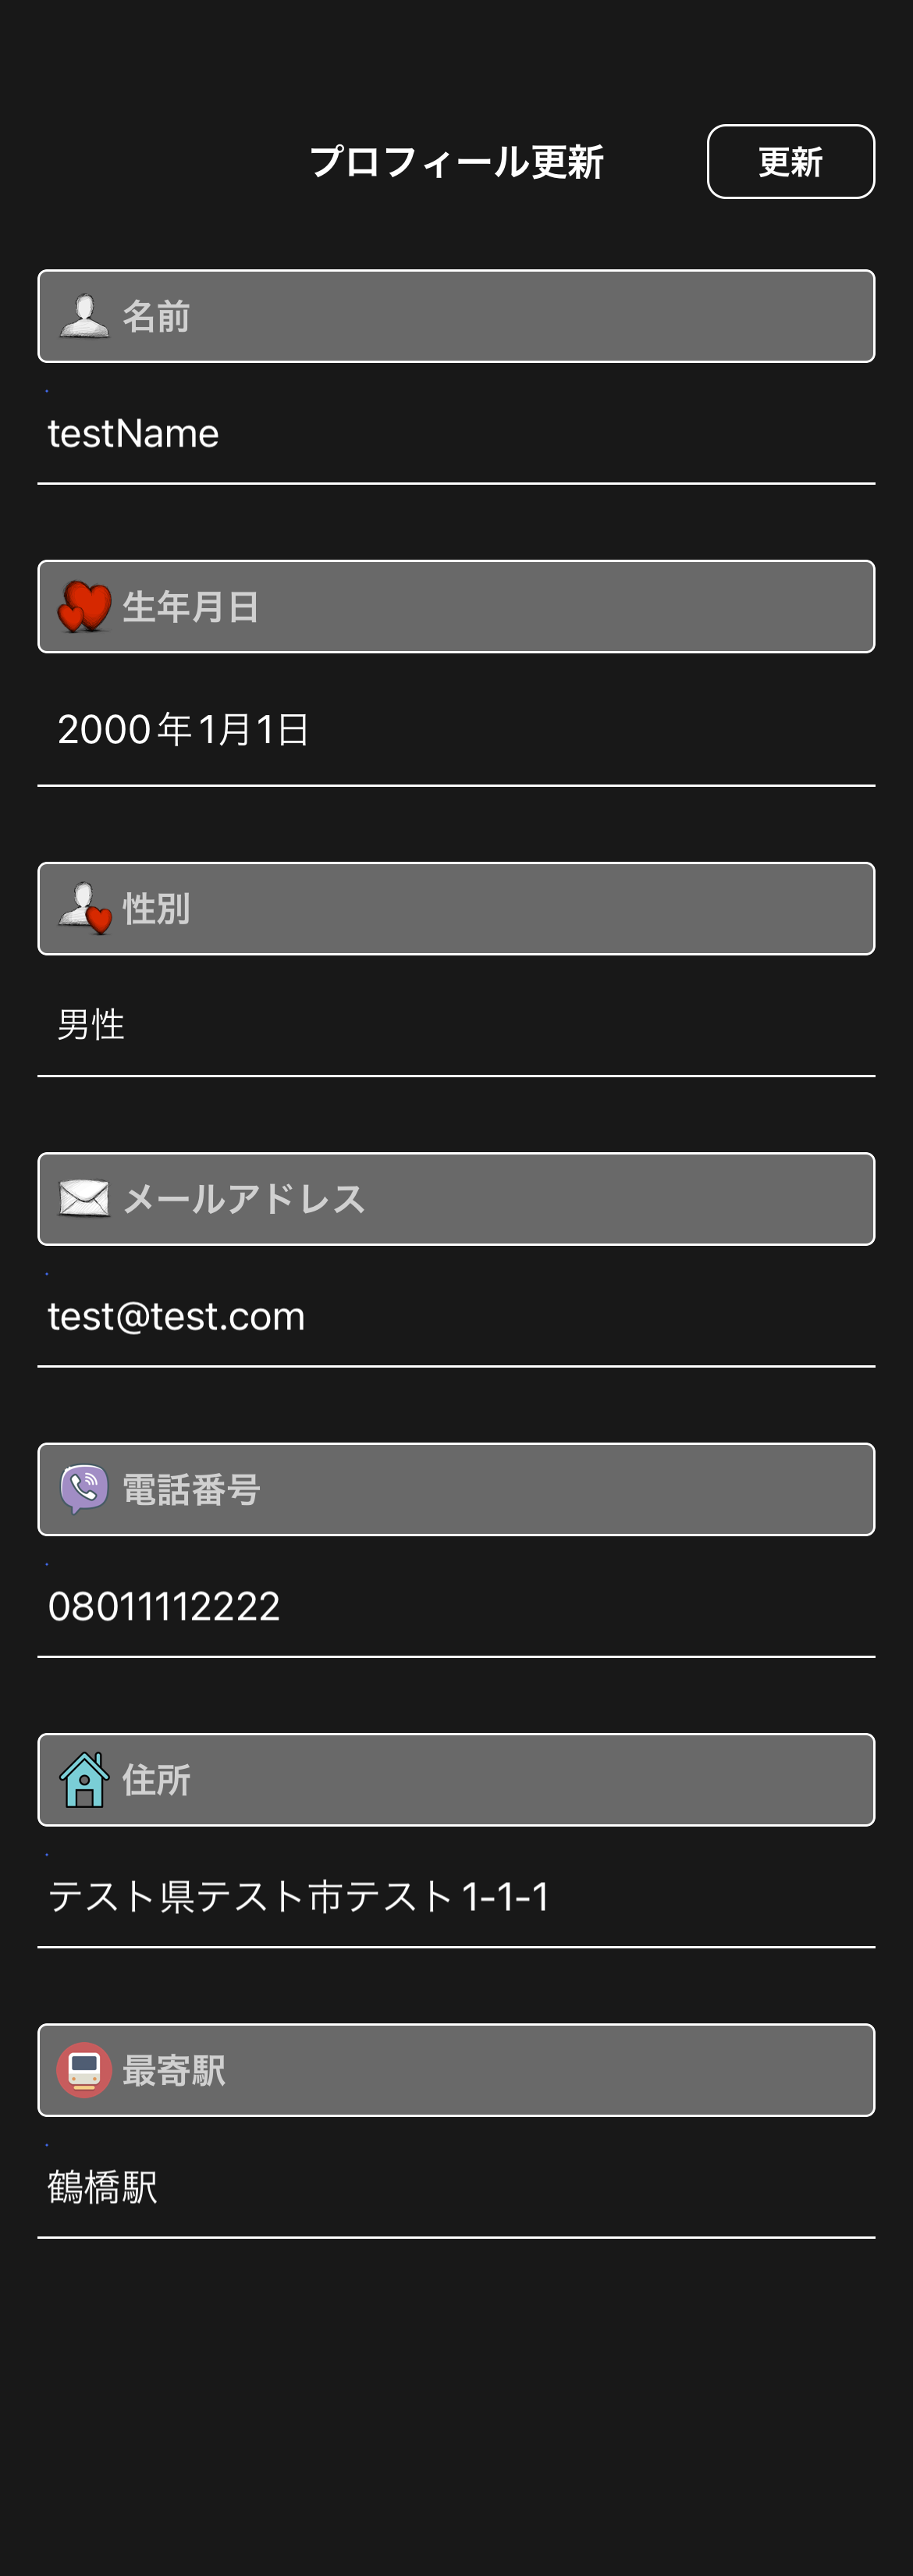 プロフィール更新
更新
名前
testName
生年月日
2000年1月1日
性別
男性
メールアドレス
test@test.com
電話番号
08011112222
住所
テスト県テスト市テスト1-1-1
最寄駅
鶴橋駅